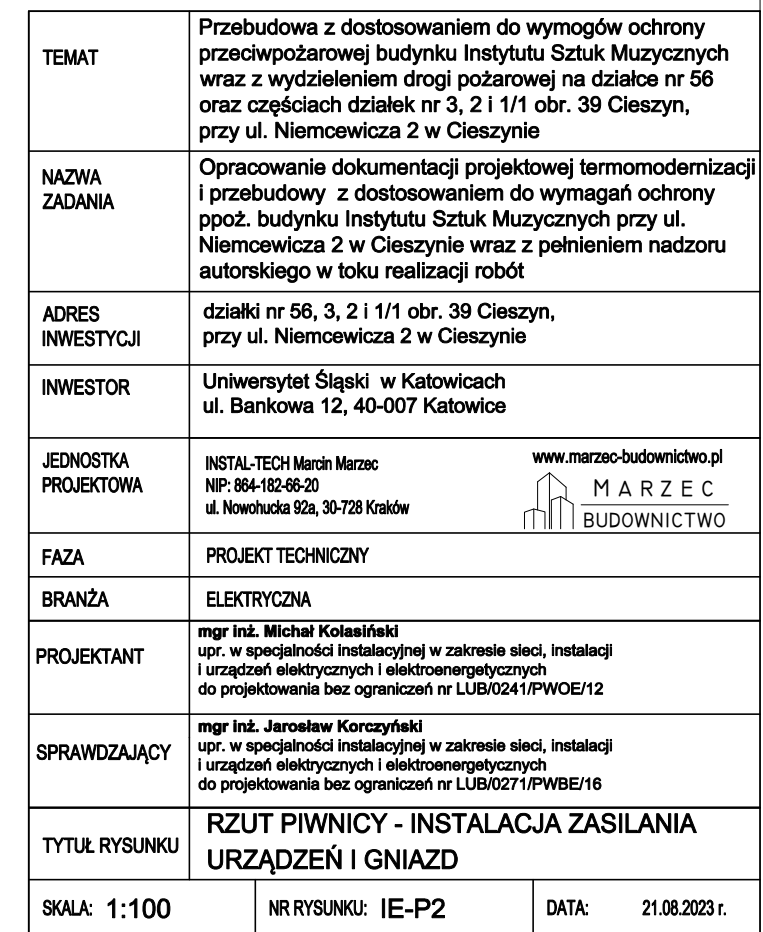 TEMAT
Przebudowa z dostosowaniem do wymogów ochrony
przeciwpożarowej budynku Instytutu Sztuk Muzycznych
wraz z wydzieleniem drogi pożarowej na działce nr 56
oraz częściach działek nr 3, 2 i 1/1 obr. 39 Cieszyn,
przy ul. Niemcewicza 2 w Cieszynie
NAZWA
ZADANIA
Opracowanie dokumentacji projektowej termomodernizacji
i przebudowy z dostosowaniem do wymagań ochrony
ppoż. budynku Instytutu Sztuk Muzycznych przy ul.
Niemcewicza 2 w Cieszynie wraz z pełnieniem nadzoru
autorskiego w toku realizacji robót
ADRES
INWESTYCJI
działki nr 56, 3, 2 i 1/1 obr. 39 Cieszyn,
przy ul. Niemcewicza 2 w Cieszynie
INWESTOR
Uniwersytet Śląski w Katowicach
ul. Bankowa 12, 40-007 Katowice
JEDNOSTKA
PROJEKTOWA
INSTAL-TECH Marcin Marzec
NIP: 864-182-66-20
ul. Nowohucka 92a, 30-728 Kraków
www.marzec-budownictwo.pl
MARZEC
BUDOWNICTWO
FAZA
PROJEKT TECHNICZNY
BRANŻA
ELEKTRYCZNA
PROJEKTANT
mgr inż. Michał Kolasiński
upr. w specjalności instalacyjnej w zakresie sieci, instalacji
i urządzeń elektrycznych i elektroenergetycznych
do projektowania bez ograniczeń nr LUB/0241/PWOE/12
SPRAWDZAJĄCY
mgr inż. Jarosław Korczyński
upr. w specjalności instalacyjnej w zakresie sieci, instalacji
i urządzeń elektrycznych i elektroenergetycznych
do projektowania bez ograniczeń nr LUB/0271/PWBE/16
TYTUŁ RYSUNKU
RZUT PIWNICY - INSTALACJA ZASILANIA
URZĄDZEŃ I GNIAZD
SKALA: 1:100
NR RYSUNKU: IE-P2
DATA: 21.08.2023 r.